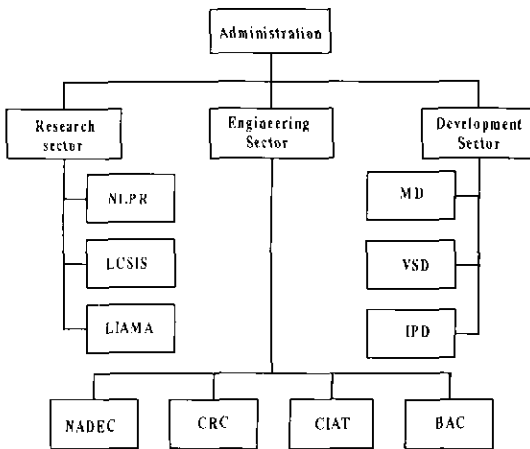 Administration
Research
sector
Engineering
Sector
Development
Sector
NLPR
MD
LCSIS
VSD
LIAMA
IPD
NADEC
CRC
CIAT
BAC